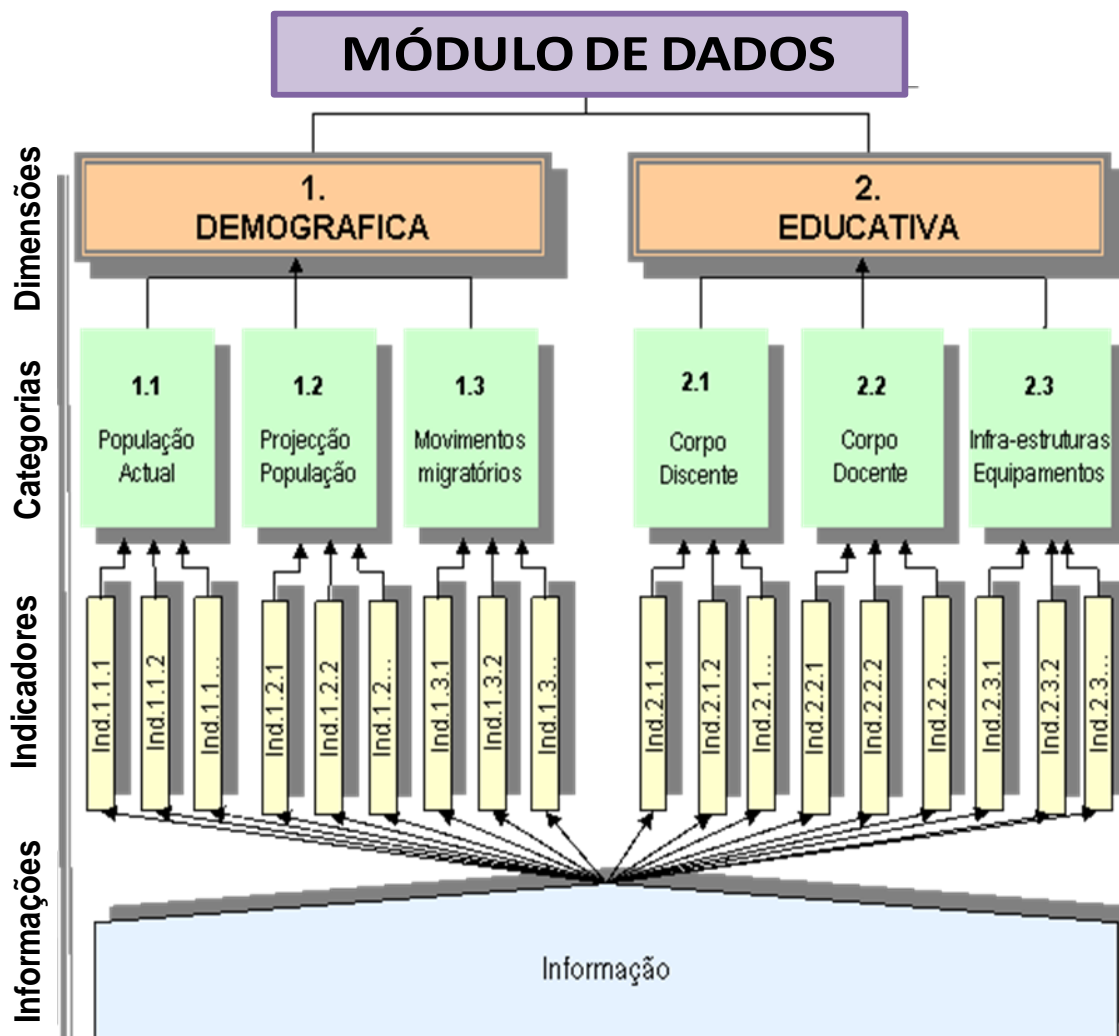 MÓDULO DE DADOS
Dimensões
1.
DEMOGRAFICA
2.
EDUCATIVA
Categorias
1.1
População
Actual
1.2
Projecção
População
1.3
Movimentos
migratórios
2.1
Corpo
Discente
2.2
Corpo
Docente
2.3
Infra-estruturas
Equipamentos
Indicadores
Ind.1.1.1
Ind.1.1.2
Ind.1.1...
Ind.1.2.1
Ind.1.2.2
Ind.1.2...
Ind.1.3.1
Ind.1.3.2
Ind.1.3...
Ind.2.1.1
Ind.2.1.2
Ind.2.1...
Ind.2.2.1
Ind.2.2.2
Ind.2.2...
Ind.2.3.1
Ind.2.3.2
Ind.2.3...
Informações
Informação